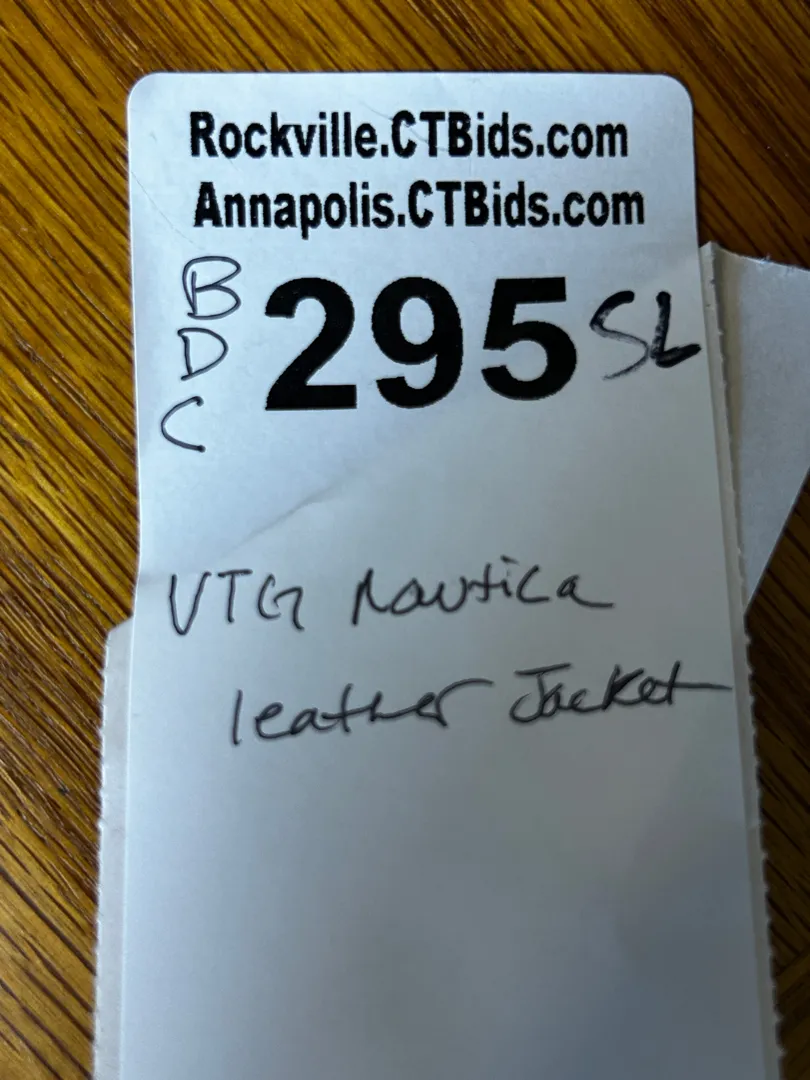 Rockville.CTBids.com
Annapolis.CTBids.com
B
D
C
295 SL
VTG Nautica
leather Jacket